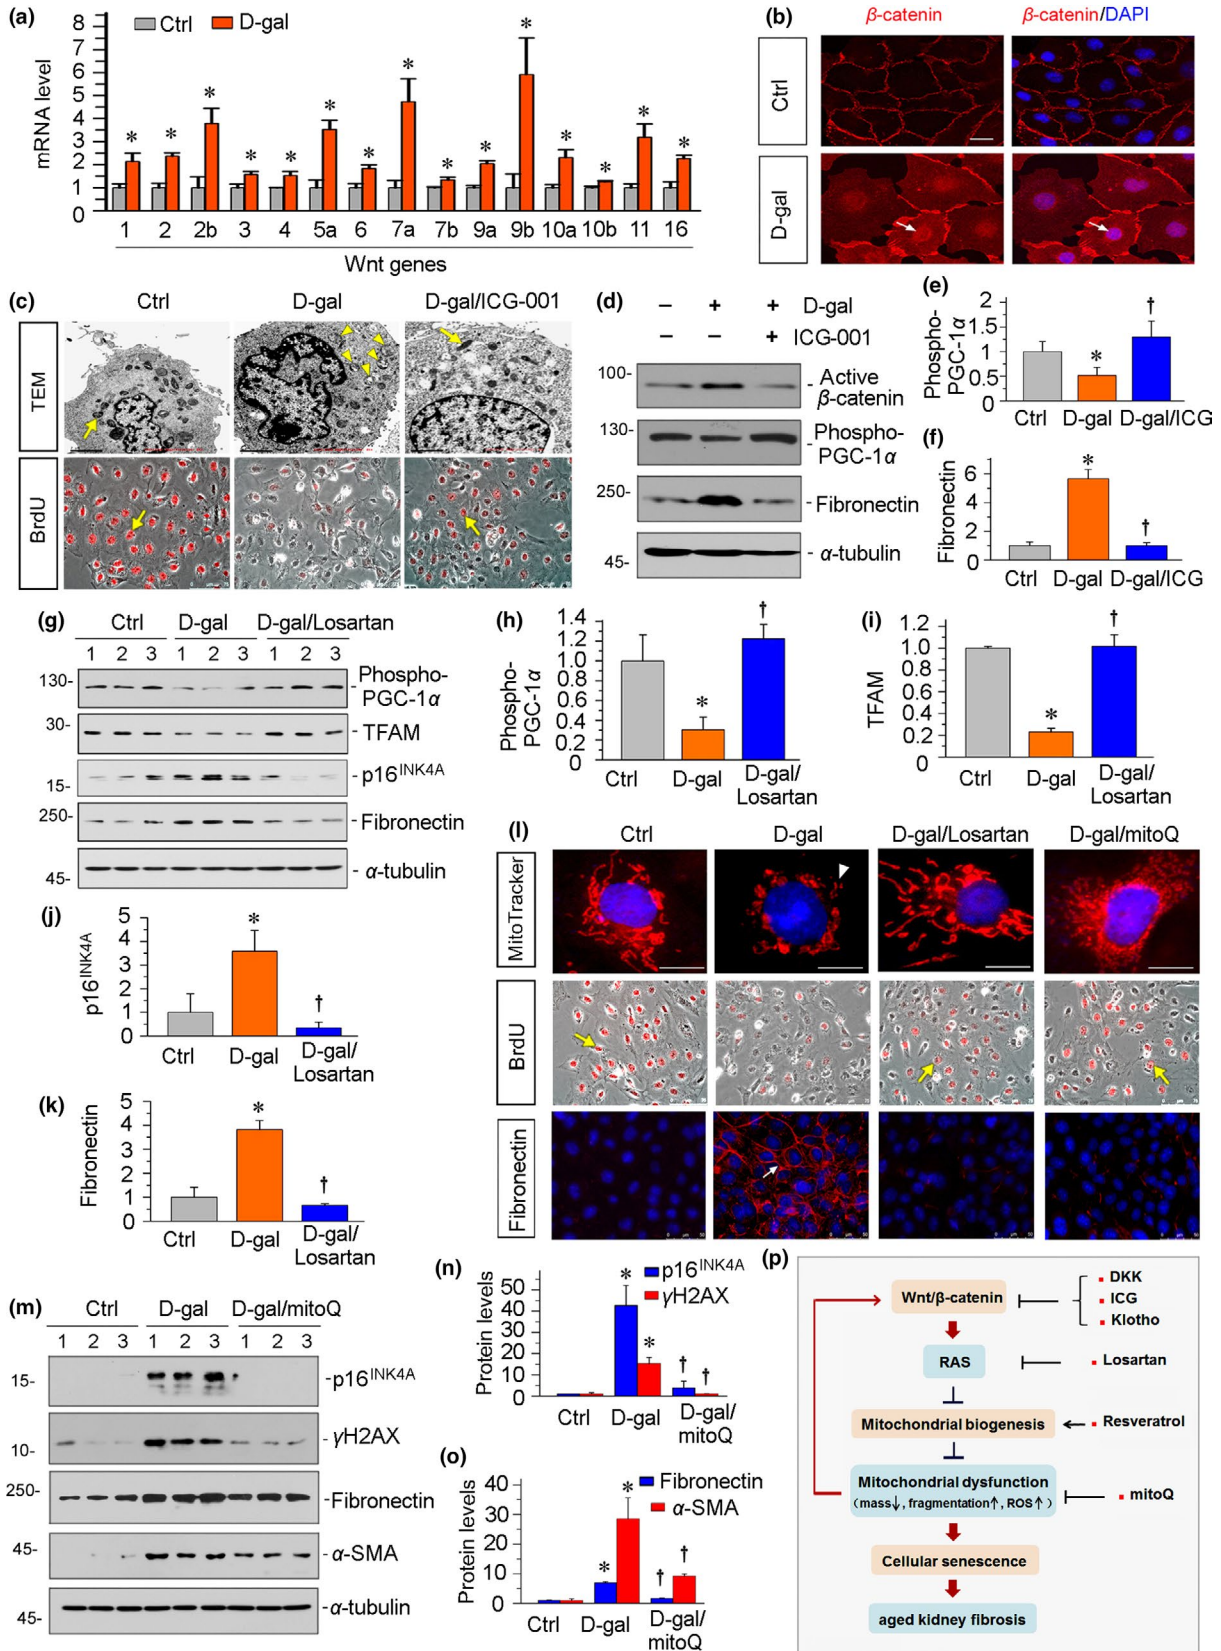 (a)
Ctrl D-gal
mRNA level
8
7
6
5
4
3
2
1
0
* * * * * * * * * * * * * * *
1 2 2b 3 4 5a 6 7a 7b 9a 9b 10a 10b 11 16
Wnt genes
(b)
β-catenin β-catenin/DAPI
Ctrl
D-gal
(c)
Ctrl D-gal D-gal/ICG-001
TEM
BrdU
(d)
– + + D-gal
– – + ICG-001
100- Active
β-catenin
130- Phospho-
PGC-1α
250- Fibronectin
45- α-tubulin
(e)
Phospho-
PGC-1α
2
1.5
1
0.5
0
* †
Ctrl D-gal D-gal/ICG
(f)
Fibronectin
6
4
2
0
* †
Ctrl D-gal D-gal/ICG
(g)
Ctrl D-gal D-gal/Losartan
1 2 3 1 2 3 1 2 3
130- Phospho-
PGC-1α
30- TFAM
15- p16INK4A
250- Fibronectin
45- α-tubulin
(h)
Phospho-
PGC-1α
1.4
1.2
1.0
0.8
0.6
0.4
0.2
0
* †
Ctrl D-gal D-gal/
Losartan
(i)
TFAM
1.2
1.0
0.8
0.6
0.4
0.2
0
* †
Ctrl D-gal D-gal/
Losartan
(j)
p16INK4A
5
4
3
2
1
0
* †
Ctrl D-gal D-gal/
Losartan
(k)
Fibronectin
5
4
3
2
1
0
* †
Ctrl D-gal D-gal/
Losartan
(l)
Ctrl D-gal D-gal/Losartan D-gal/mitoQ
MitoTracker
BrdU
Fibronectin
(m)
Ctrl D-gal D-gal/mitoQ
1 2 3 1 2 3 1 2 3
15- -p16INK4A
10- -γH2AX
250- -Fibronectin
45- -α-SMA
45- α-tubulin
(n)
p16INK4A
γH2AX
Protein levels
50
40
30
20
10
0
* * † †
Ctrl D-gal D-gal/
mitoQ
(o)
Fibronectin
α-SMA
Protein levels
40
30
20
10
0
* * † †
Ctrl D-gal D-gal/
mitoQ
(p)
Wnt/β-catenin
DKK
ICG
Klotho
RAS
Losartan
Mitochondrial biogenesis
Resveratrol
Mitochondrial dysfunction
(mass↓, fragmentation↑, ROS↑)
mitoQ
Cellular senescence
aged kidney fibrosis